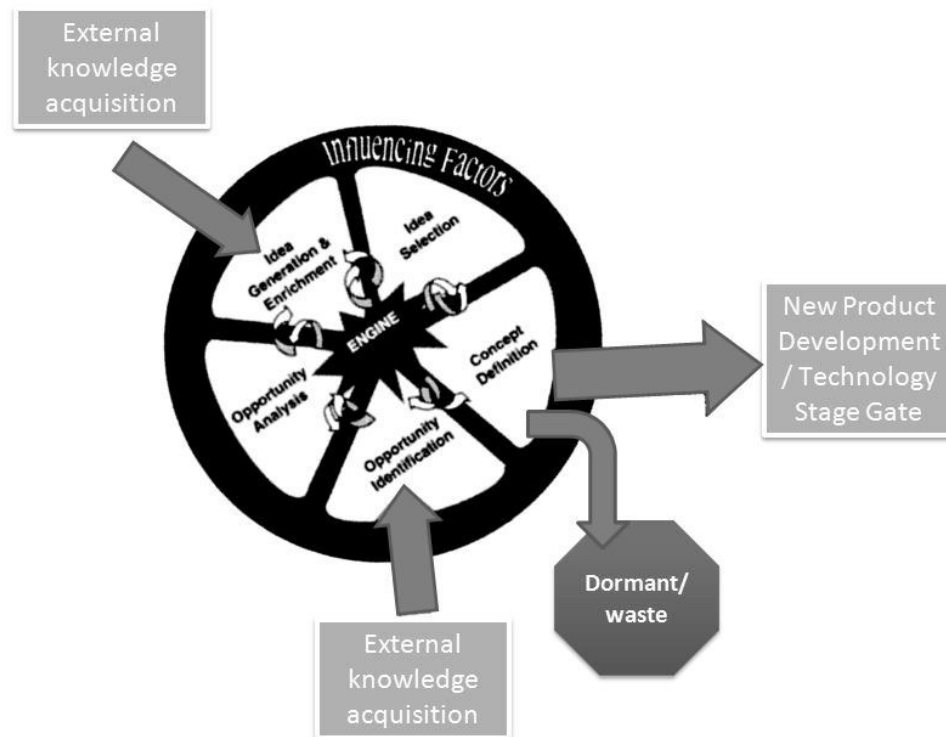 External
knowledge
acquisition
Influencing Factors
Idea
Generation &
Enrichment
Idea
Selection
ENGINE
Opportunity
Analysis
Concept
Definition
Opportunity
Identification
New Product
Development
/ Technology
Stage Gate
Dormant/
waste
External
knowledge
acquisition